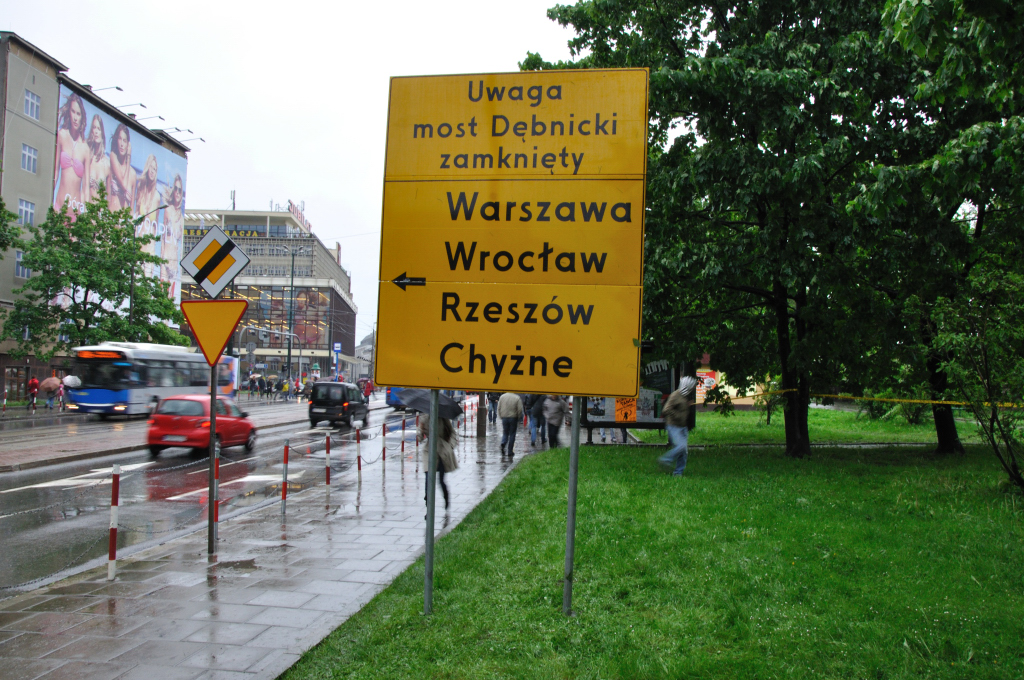 Uwaga
most Dębnicki
zamknięty
Warszawa
Wrocław
Rzeszów
Chyżne